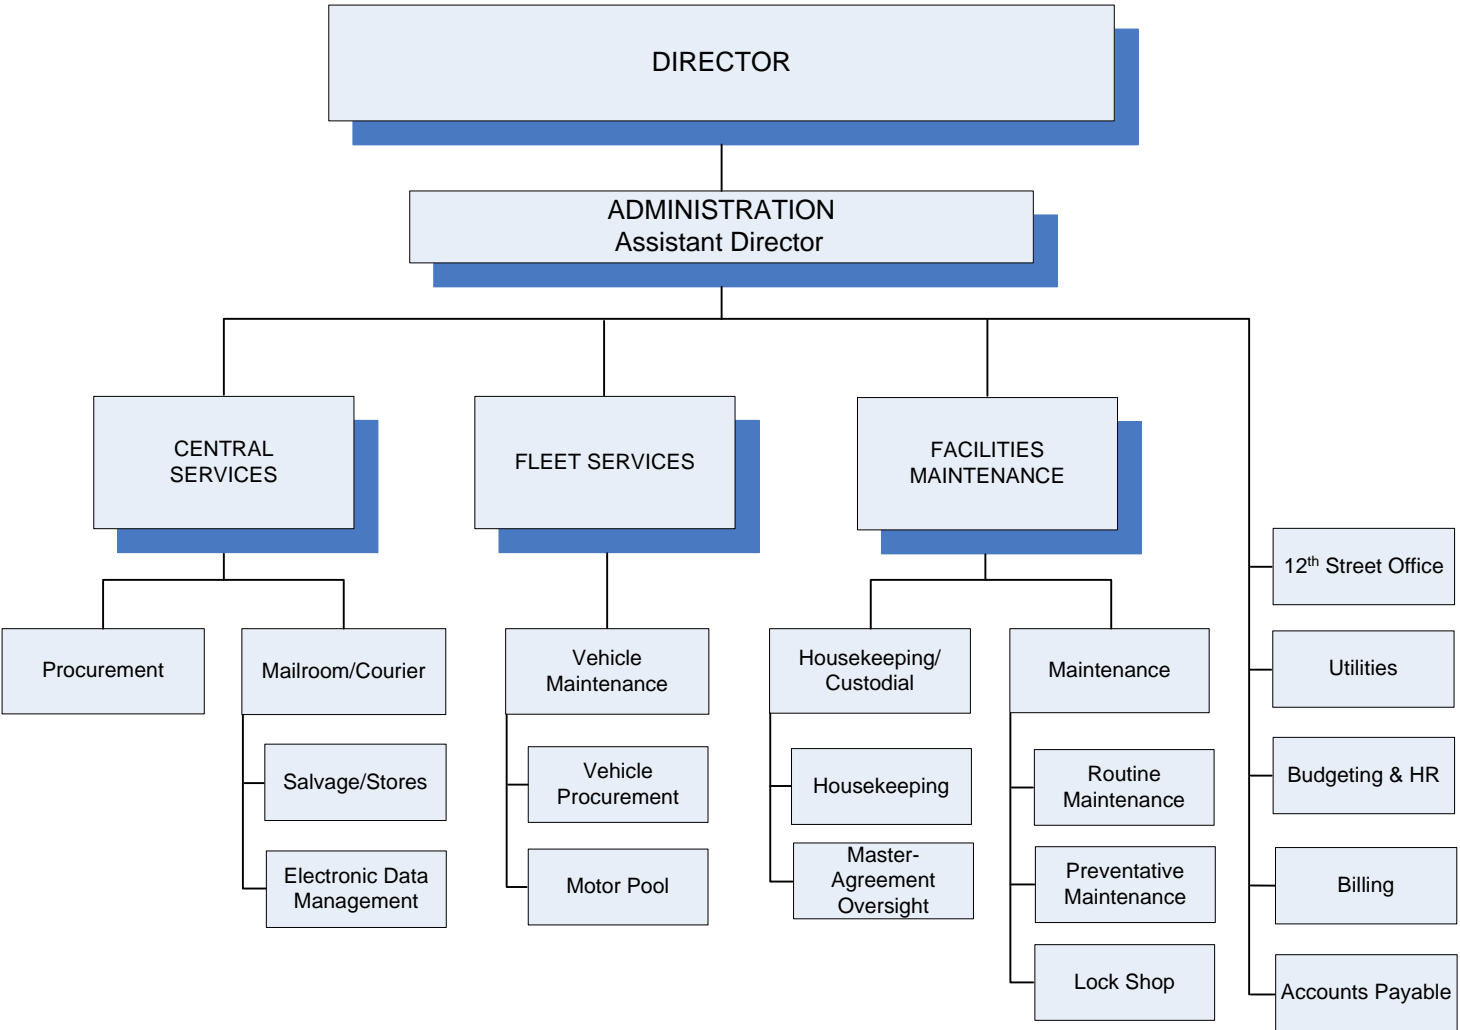 DIRECTOR
ADMINISTRATION
Assistant Director
CENTRAL
SERVICES
FLEET SERVICES
FACILITIES
MAINTENANCE
12th Street Office
Procurement
Mailroom/Courier
Vehicle
Maintenance
Housekeeping/
Custodial
Maintenance
Utilities
Salvage/Stores
Vehicle
Procurement
Housekeeping
Routine
Maintenance
Budgeting & HR
Electronic Data
Management
Motor Pool
Master-
Agreement
Oversight
Preventative
Maintenance
Billing
Lock Shop
Accounts Payable